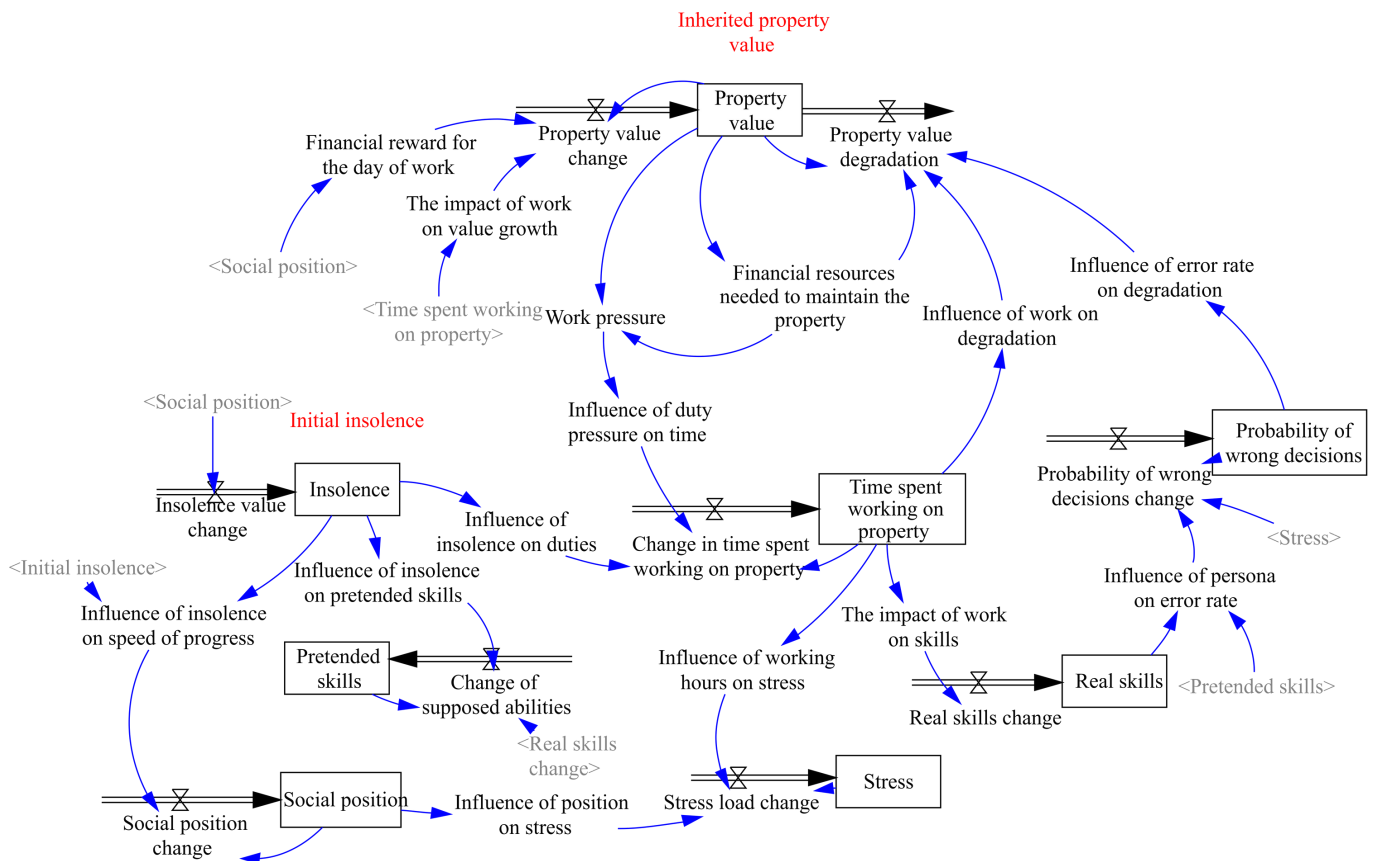 Inherited property
value
Property
value
Property value
change
Property value
degradation
Financial reward for
the day of work
The impact of work
on value growth
<Social position>
<Time spent working
on property>
Work pressure
Financial resources
needed to maintain the
property
Influence of work on
degradation
Influence of error rate
on degradation
<Social position>
Initial insolence
Influence of duty
pressure on time
Probability of
wrong decisions
Probability of wrong
decisions change
Insolence
Insolence value
change
Time spent
working on
property
Influence of
insolence on duties
Change in time spent
working on property
<Stress>
<Initial insolence>
Influence of insolence
on pretended skills
Influence of persona
on error rate
Influence of insolence
on speed of progress
The impact of work
on skills
Pretended
skills
Change of
supposed abilities
Influence of working
hours on stress
Real skills
<Pretended skills>
Real skills change
<Real skills
change>
Social position
Social position
change
Influence of position
on stress
Stress load change
Stress